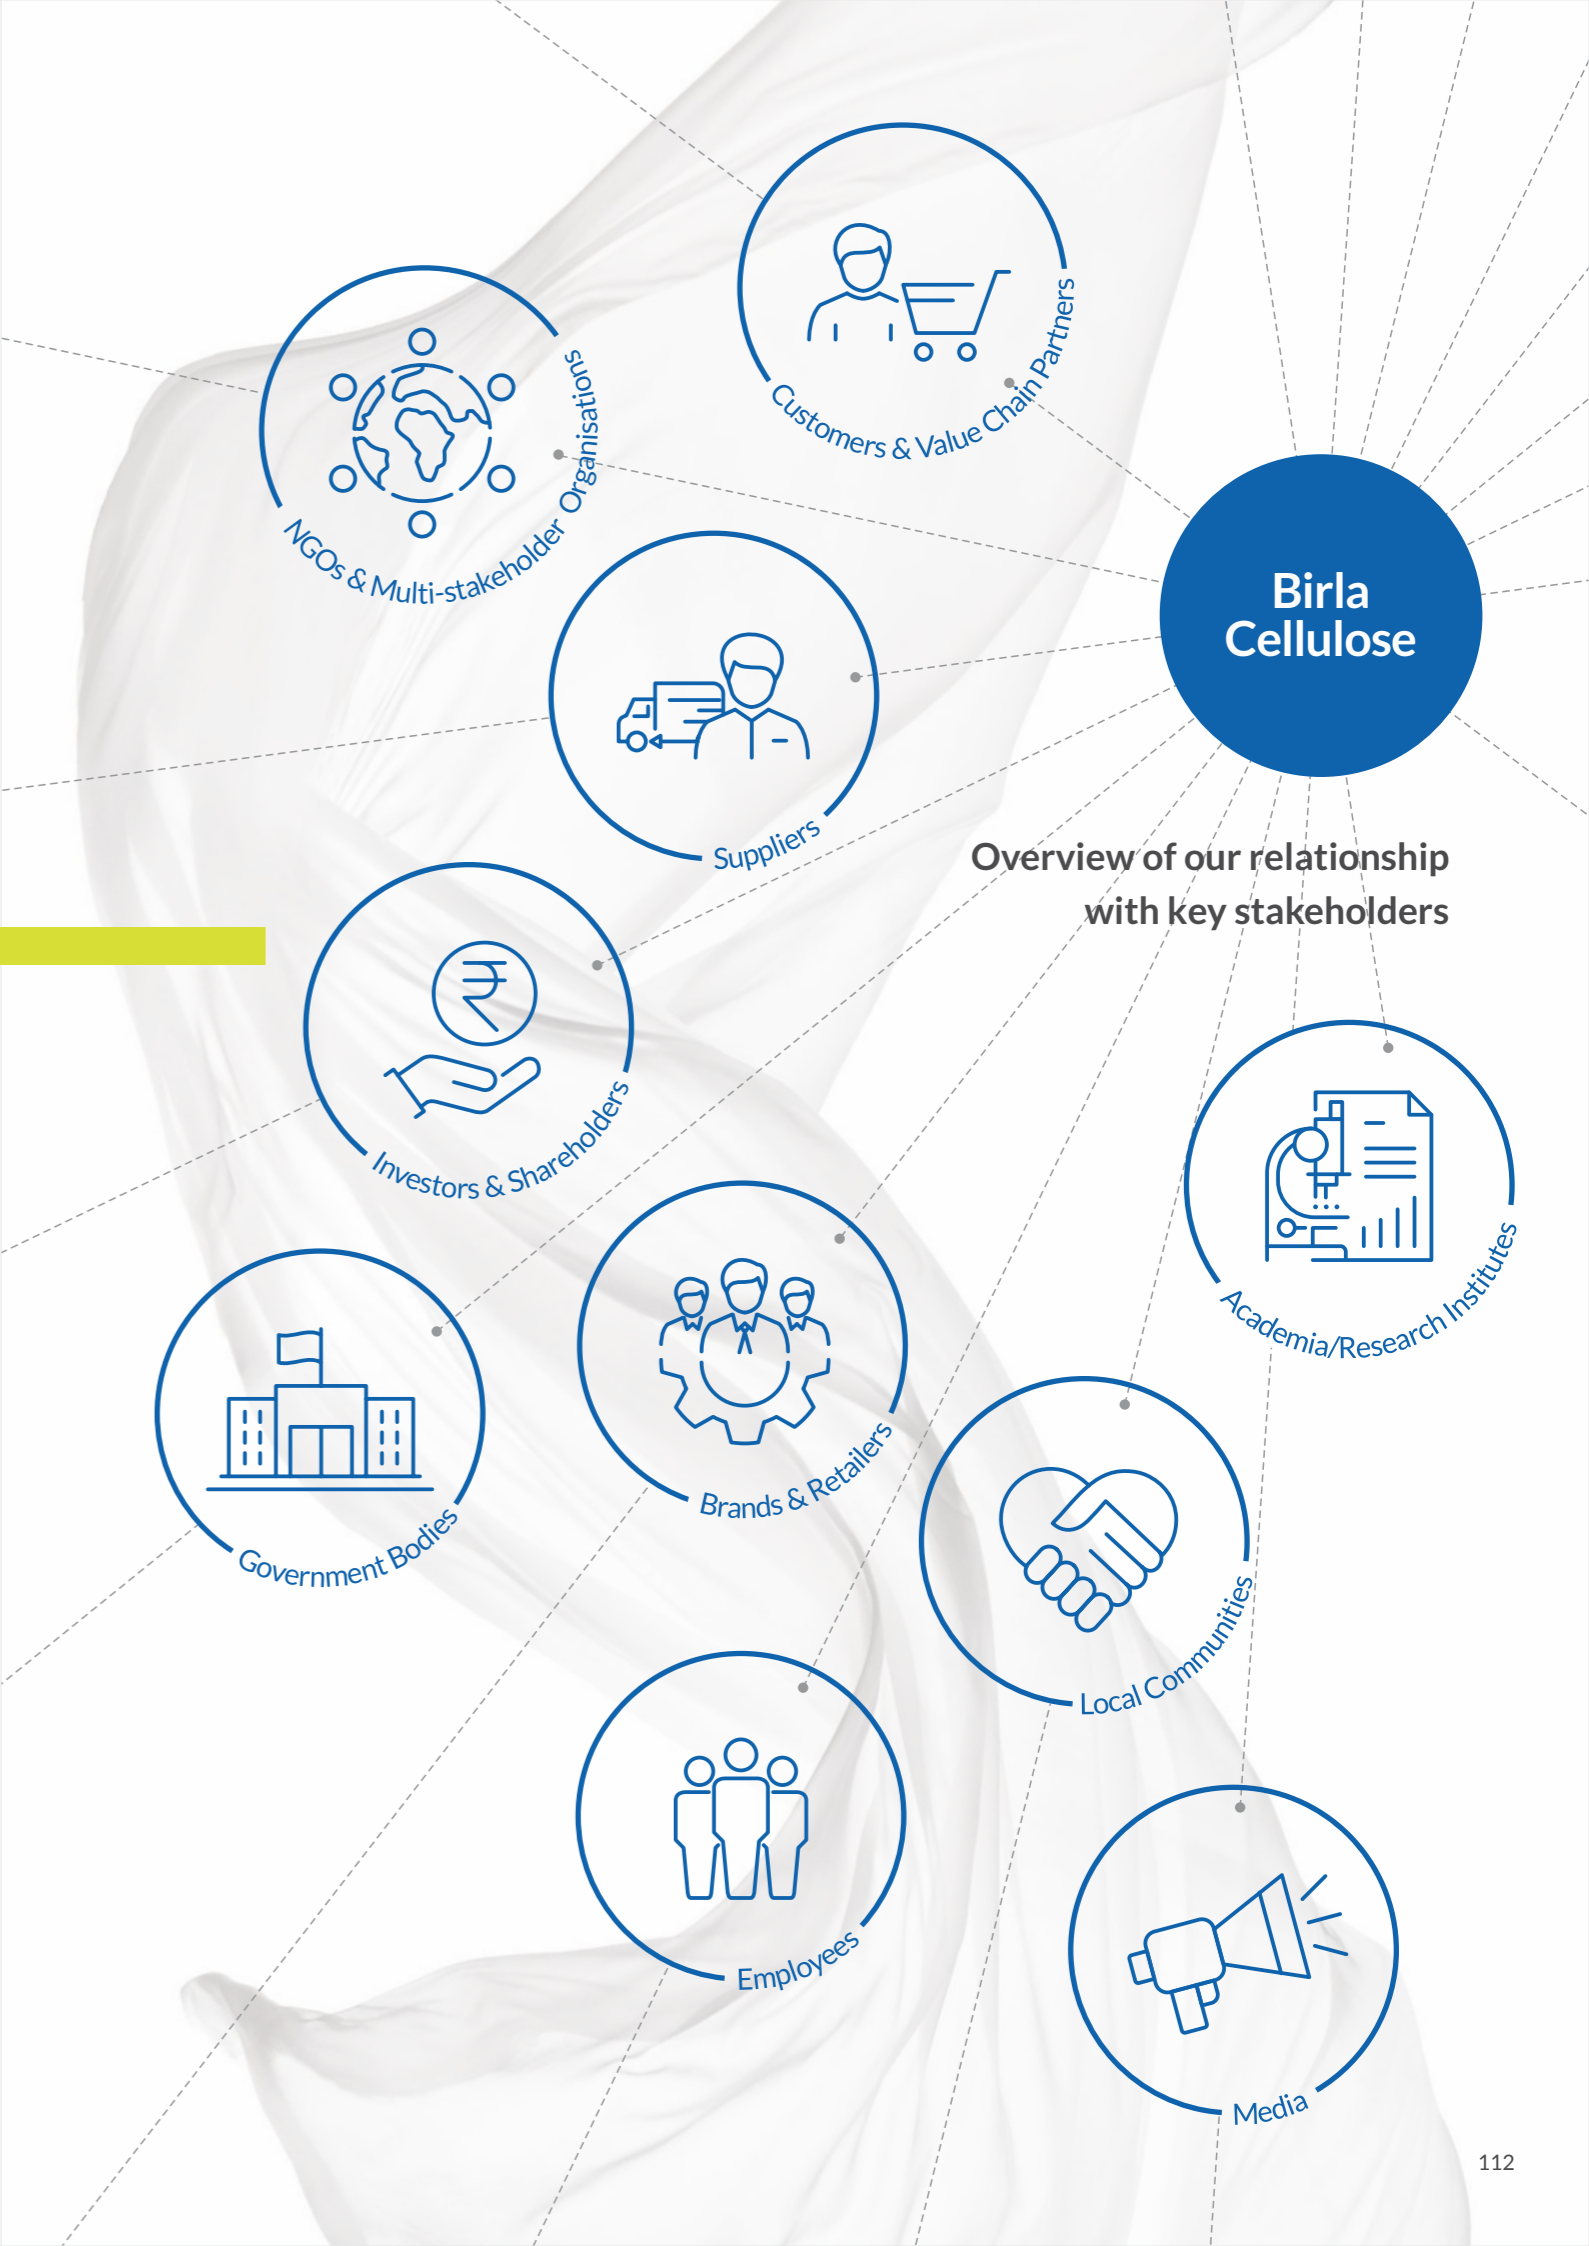 Customers & Value Chain Partners
NGOs & Multi-stakeholder Organisations
Birla
Cellulose
Suppliers
Overview of our relationship
with key stakeholders
Investors & Shareholders
Academia/Research Institutes
Brands & Retailers
Government Bodies
Local Communities
Employees
Media
112